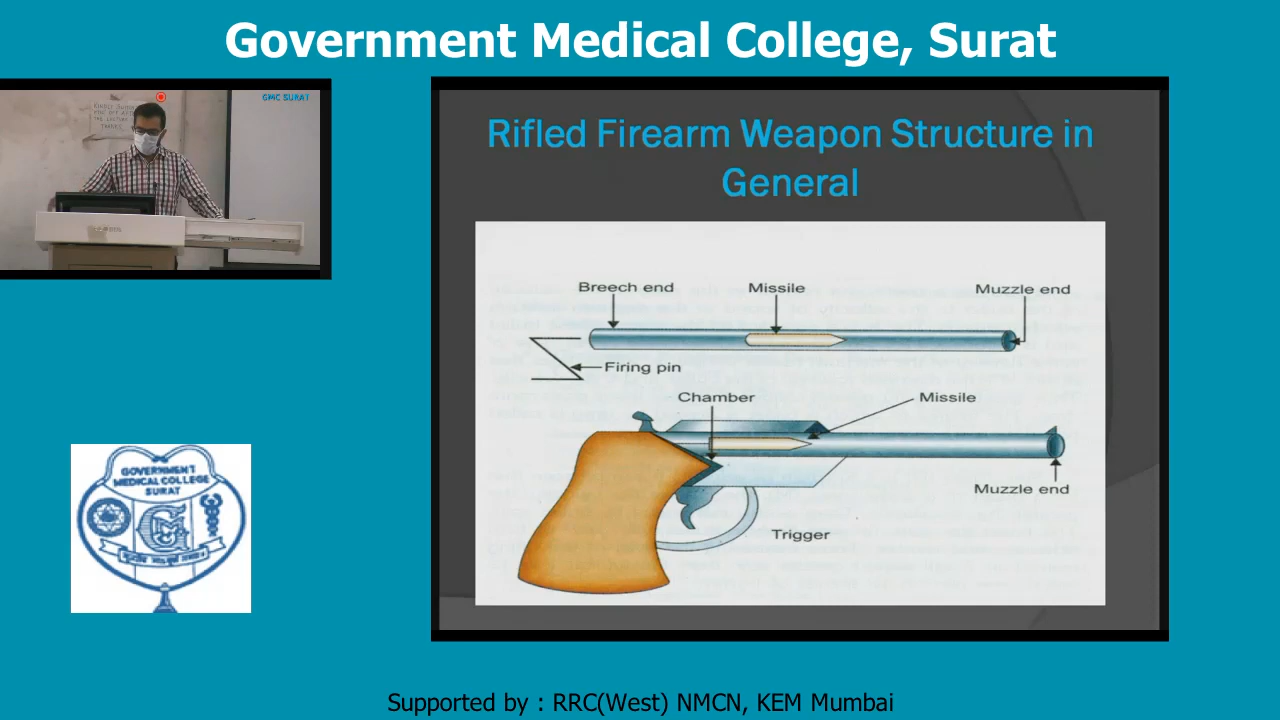 Government Medical College, Surat
GMC SURAT
Rifled Firearm Weapon Structure in
General
Breech end
Missile
Muzzle end
Firing pin
Chamber
Missile
Muzzle end
Trigger
GOVERNMENT
MEDICAL COLLEGE
SURAT
Supported by : RRC(West) NMCN, KEM Mumbai